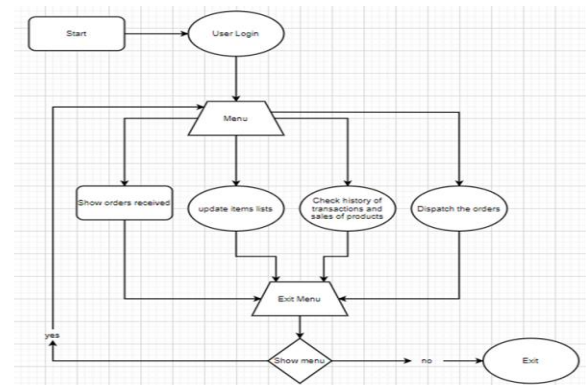 Start
User Login
Menu
Show orders received
update items lists
Check history of
transactions and
sales of products
Dispatch the orders
Exit Menu
yes
Show menu
no
Exit